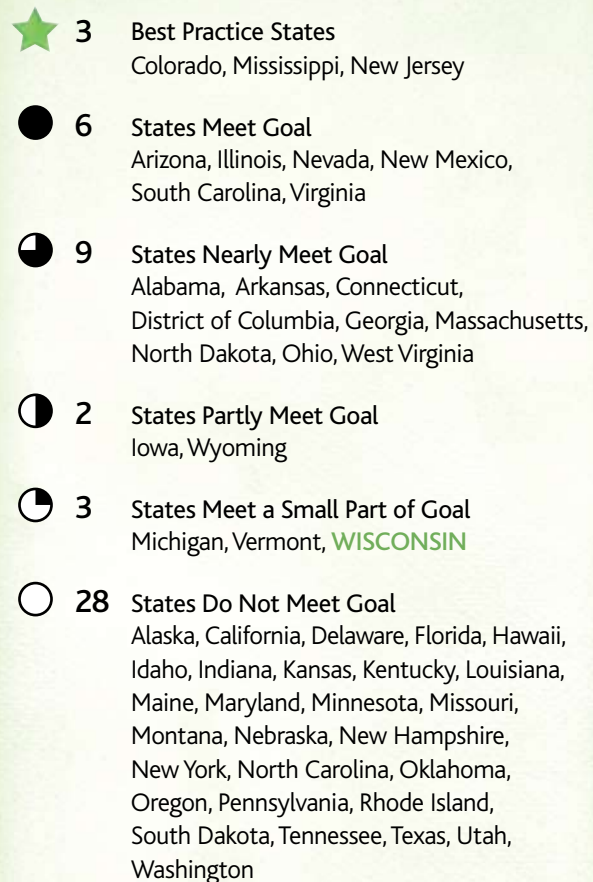 3 Best Practice States
Colorado, Mississippi, New Jersey
6 States Meet Goal
Arizona, Illinois, Nevada, New Mexico,
South Carolina, Virginia
9 States Nearly Meet Goal
Alabama, Arkansas, Connecticut,
District of Columbia, Georgia, Massachusetts,
North Dakota, Ohio, West Virginia
2 States Partly Meet Goal
Iowa, Wyoming
3 States Meet a Small Part of Goal
Michigan, Vermont, WISCONSIN
28 States Do Not Meet Goal
Alaska, California, Delaware, Florida, Hawaii,
Idaho, Indiana, Kansas, Kentucky, Louisiana,
Maine, Maryland, Minnesota, Missouri,
Montana, Nebraska, New Hampshire,
New York, North Carolina, Oklahoma,
Oregon, Pennsylvania, Rhode Island,
South Dakota, Tennessee, Texas, Utah,
Washington